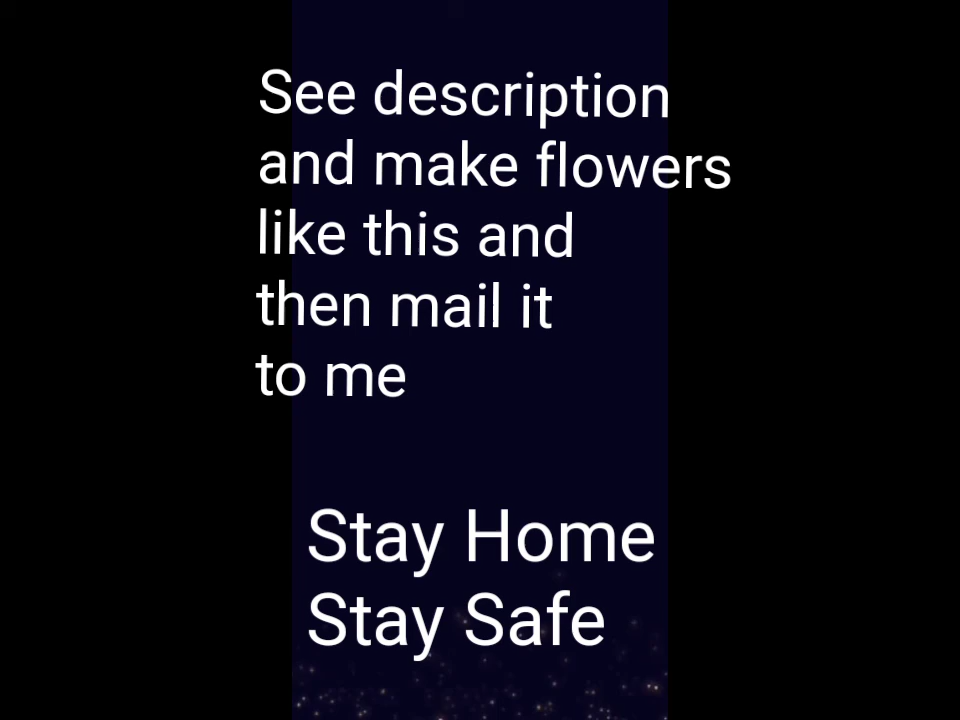 See description
and make flowers
like this and
then mail it
to me
Stay Home
Stay Safe